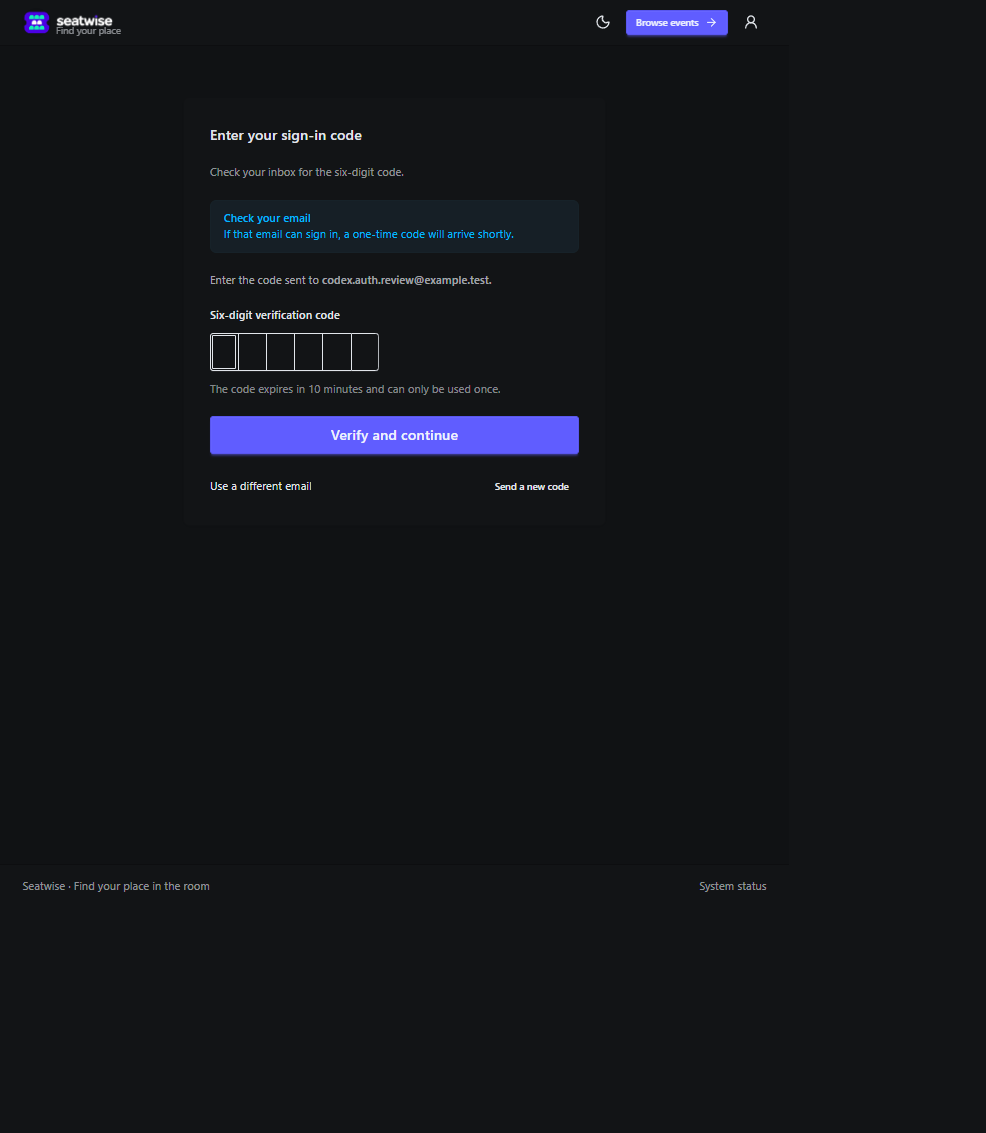 seatwise
Find your place
Browse events
Enter your sign-in code
Check your inbox for the six-digit code.
Check your email
If that email can sign in, a one-time code will arrive shortly.
Enter the code sent to codex.auth.review@example.test.
Six-digit verification code
The code expires in 10 minutes and can only be used once.
Verify and continue
Use a different email
Send a new code
Seatwise · Find your place in the room
System status